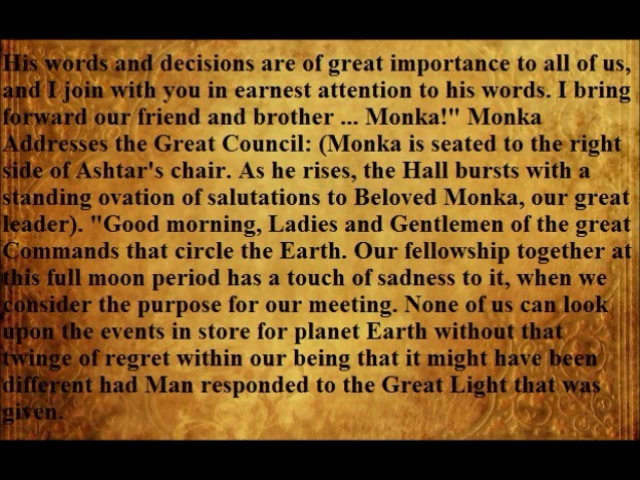 His words and decisions are of great importance to all of us,
and I join with you in earnest attention to his words. I bring
forward our friend and brother ... Monka!" Monka
Addresses the Great Council: (Monka is seated to the right
side of Ashtar's chair. As he rises, the Hall bursts with a
standing ovation of salutations to Beloved Monka, our great
leader). "Good morning, Ladies and Gentlemen of the great
Commands that circle the Earth. Our fellowship together at
this full moon period has a touch of sadness to it, when we
consider the purpose for our meeting. None of us can look
upon the events in store for planet Earth without that
twinge of regret within our being that it might have been
different had Man responded to the Great Light that was
given.